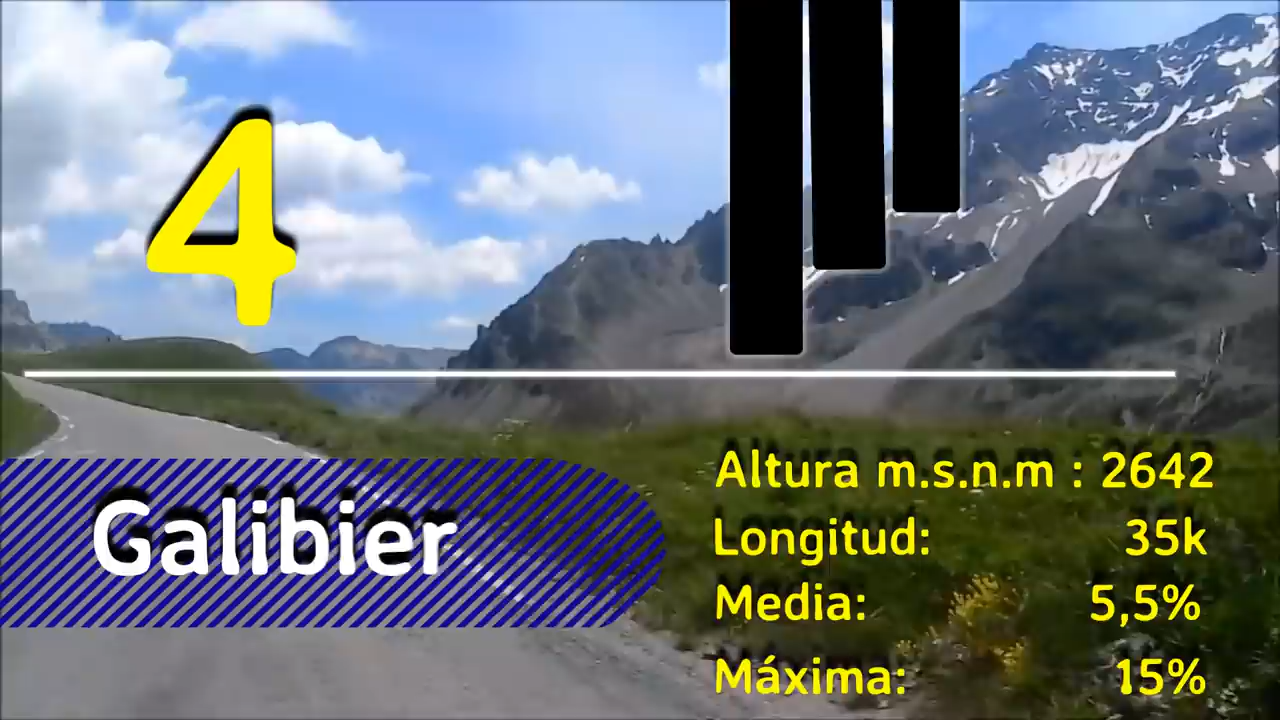 4
Galibier
Altura m.s.n.m : 2642
Longitud: 35k
Media: 5,5%
Máxima: 15%